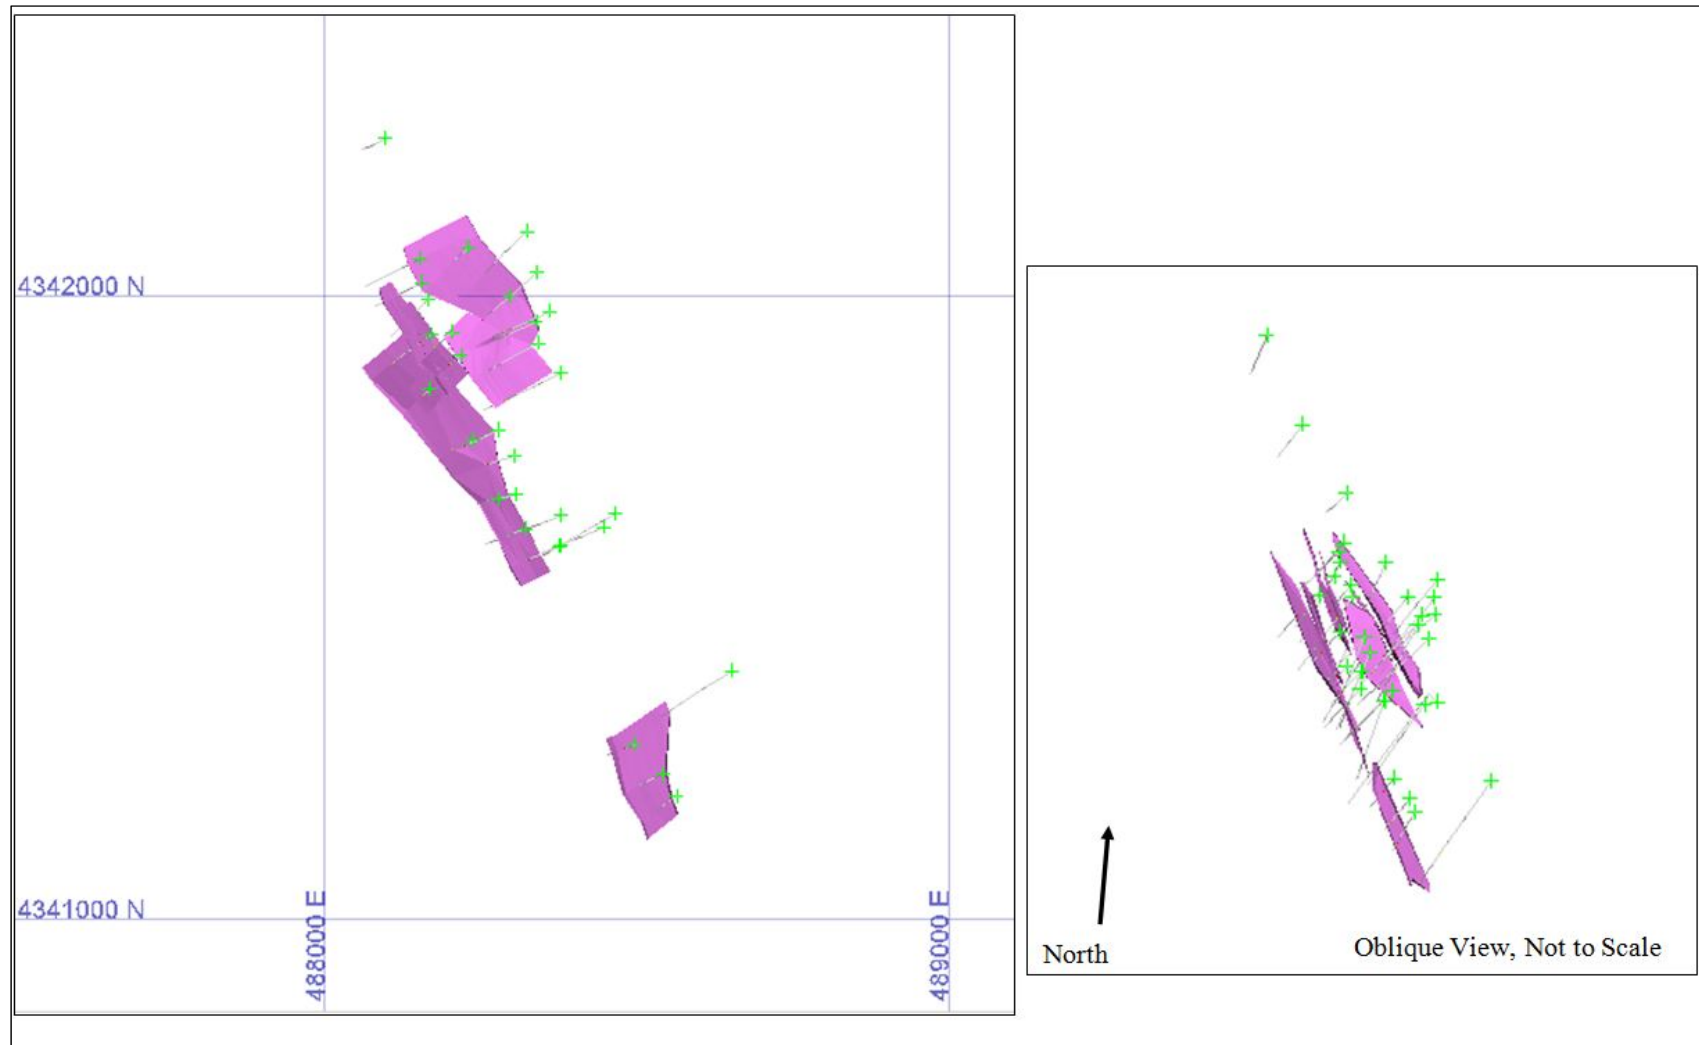 4342000 N
4341000 N
488000 E
489000 E
North
Oblique View, Not to Scale